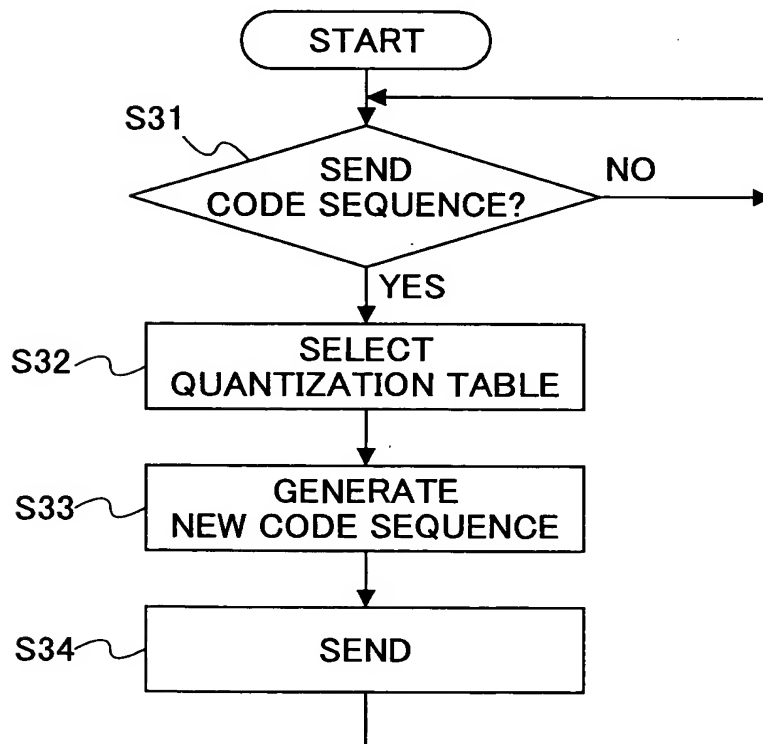 START
S31
SEND
CODE SEQUENCE?
NO
YES
S32
SELECT
QUANTIZATION TABLE
S33
GENERATE
NEW CODE SEQUENCE
S34
SEND